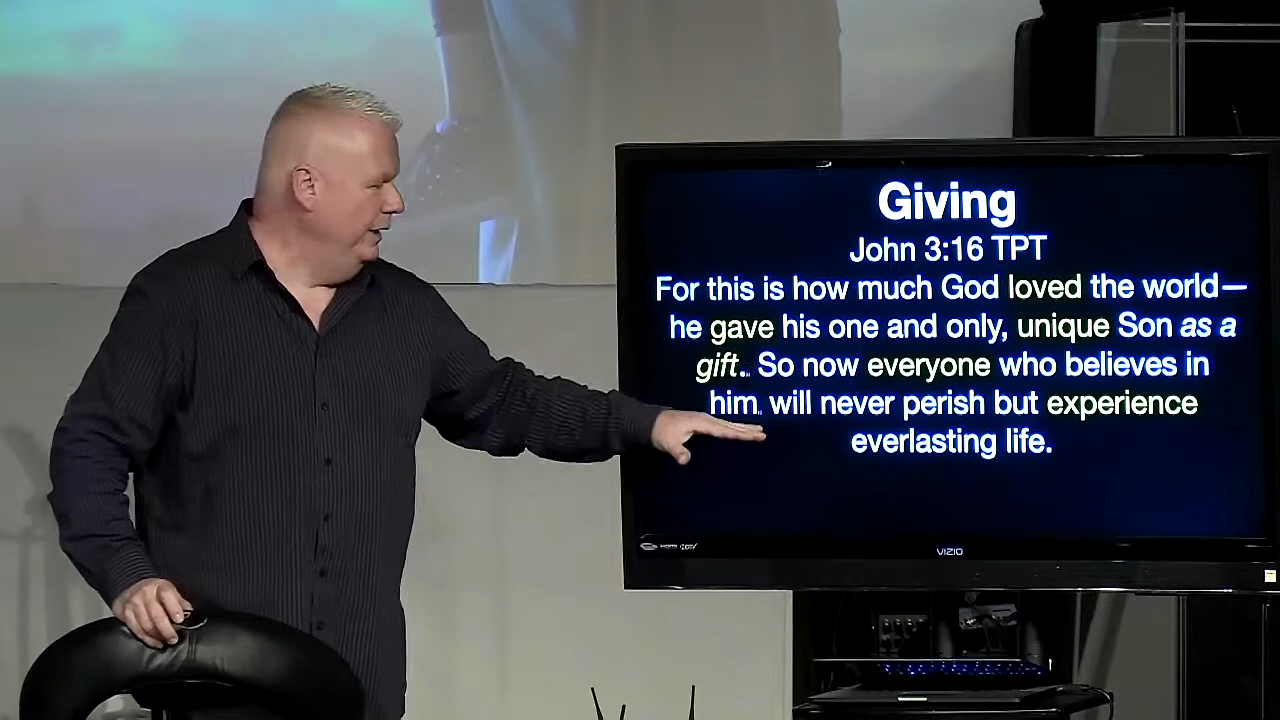 Giving
John 3:16 TPT
For this is how much God loved the world—
he gave his one and only, unique Son as a
gift. So now everyone who believes in
him will never perish but experience
everlasting life.
VIZIO